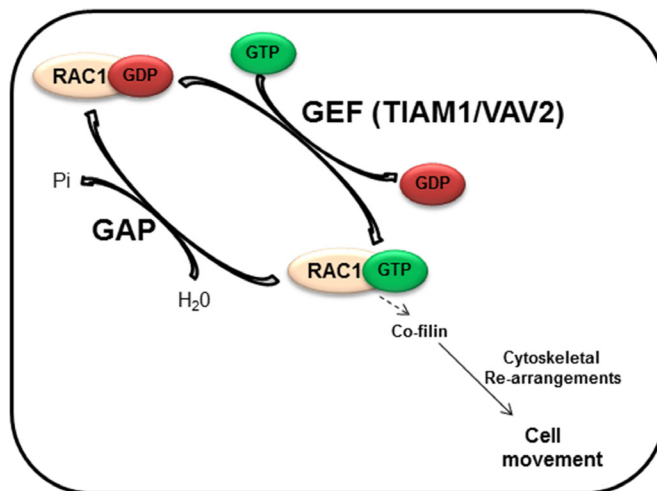 GTP
RAC1 GDP
GEF (TIAM1/VAV2)
GDP
Pi
GAP
RAC1 GTP
H₂0
Co-filin
Cytoskeletal
Re-arrangements
Cell
movement